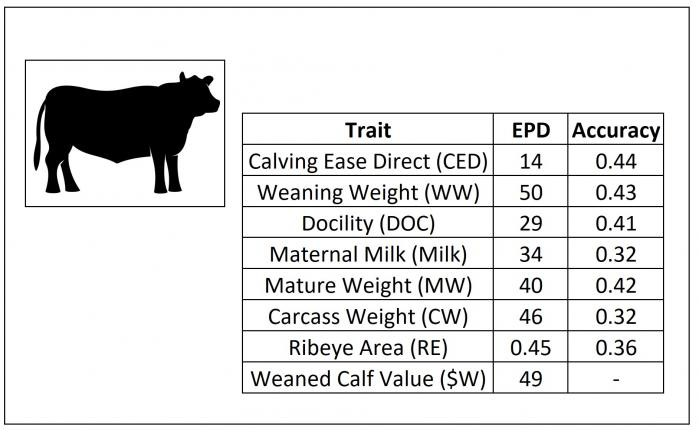 Trait EPD Accuracy
Calving Ease Direct (CED) 14 0.44
Weaning Weight (WW) 50 0.43
Docility (DOC) 29 0.41
Maternal Milk (Milk) 34 0.32
Mature Weight (MW) 40 0.42
Carcass Weight (CW) 46 0.32
Ribeye Area (RE) 0.45 0.36
Weaned Calf Value ($W) 49 -